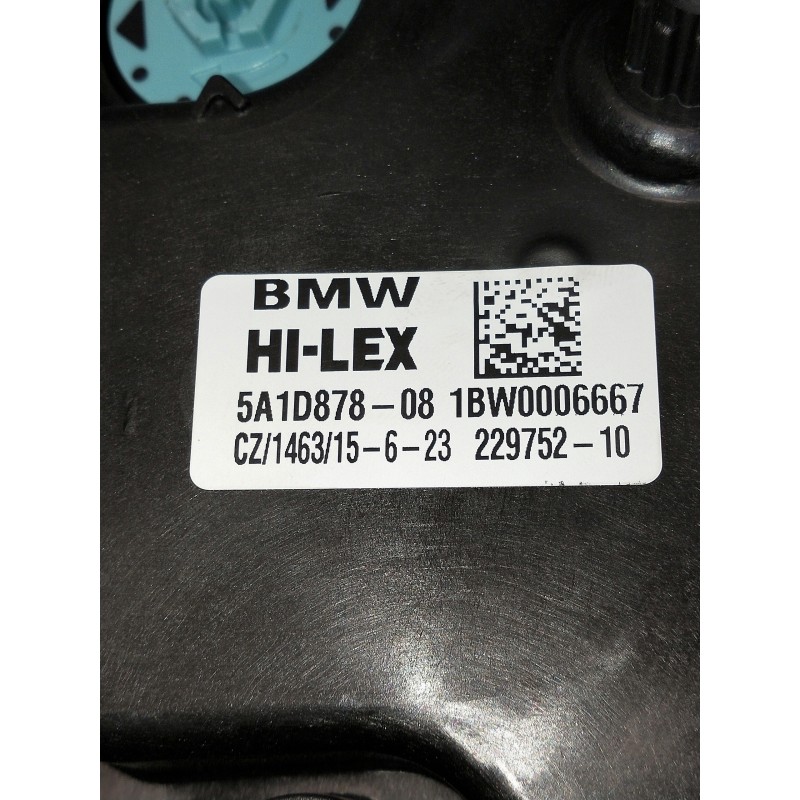 BMW
HI-LEX
5A1D878-08 1BW0006667
CZ/1463/15-6-23 229752-10